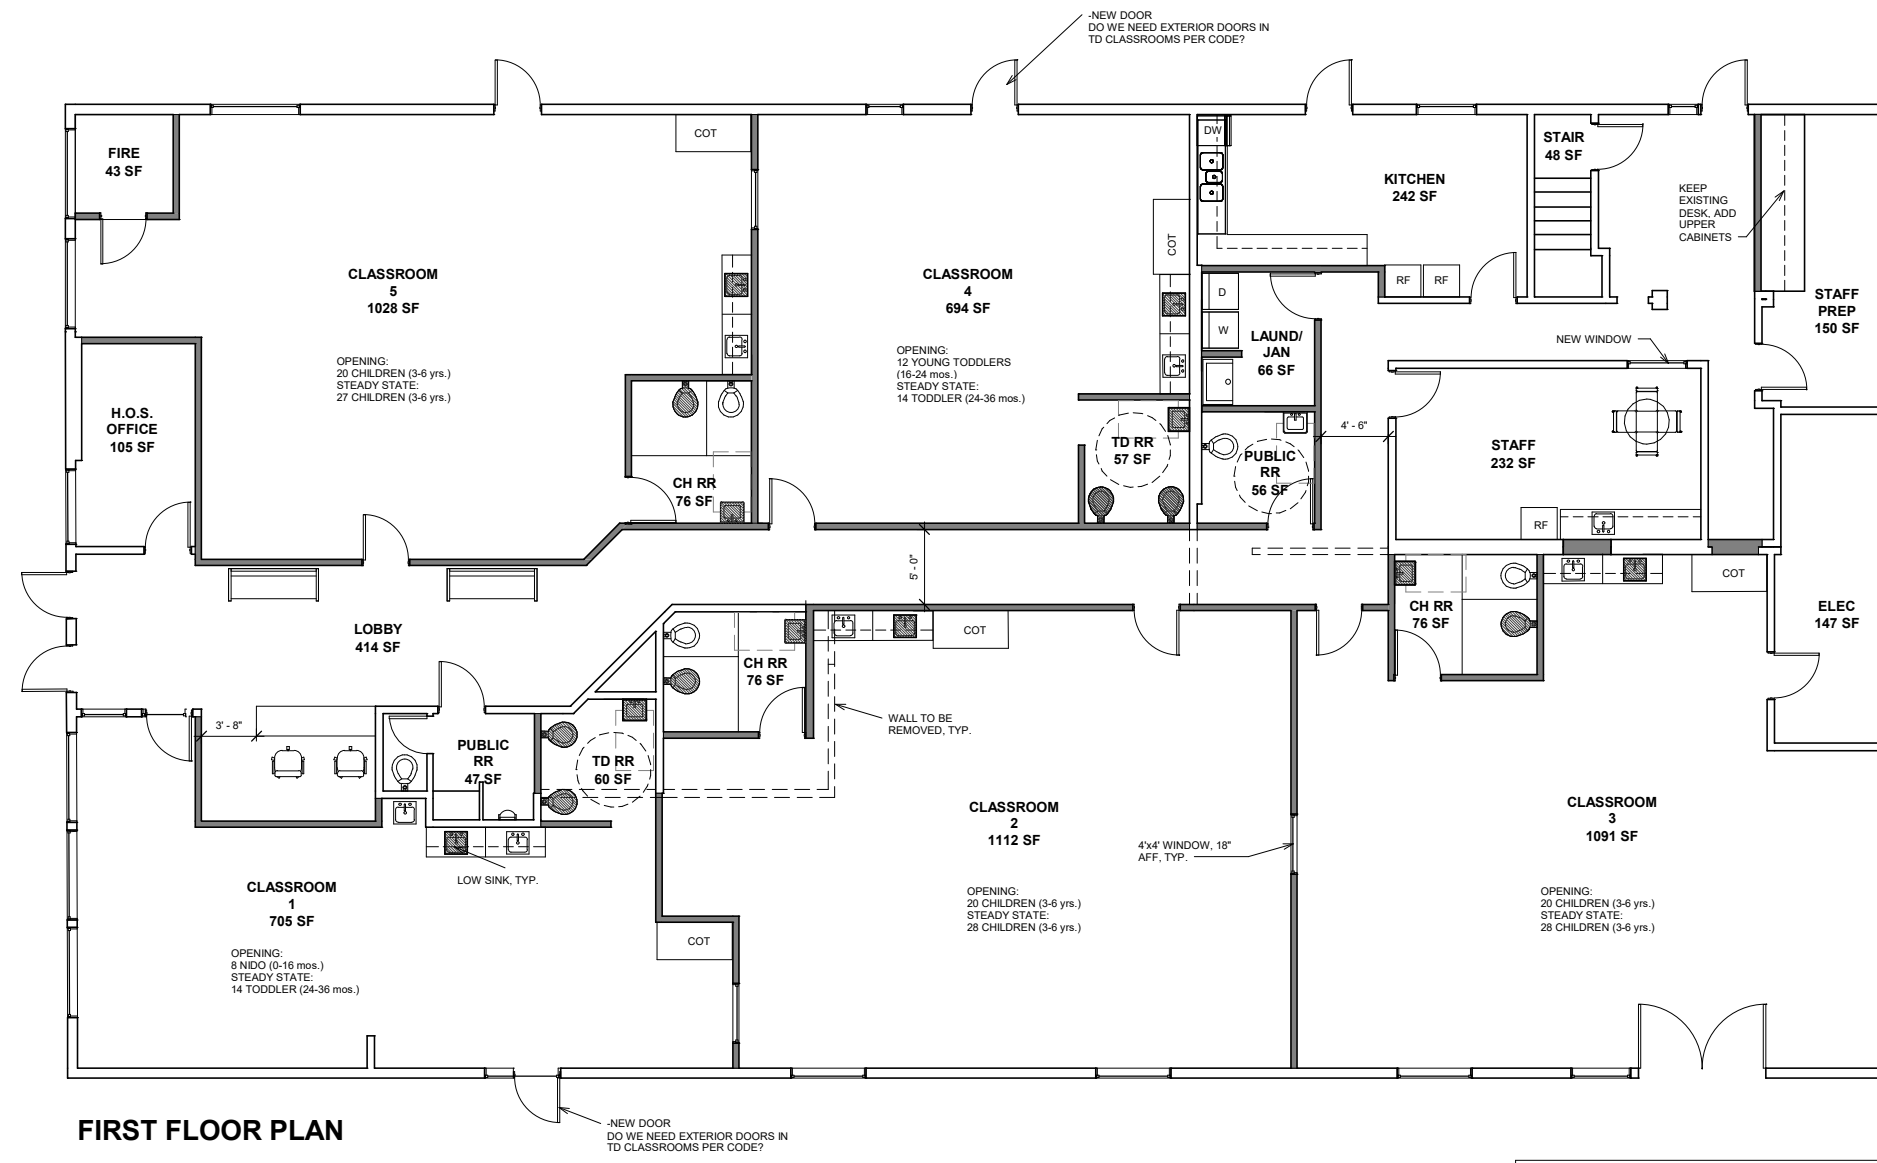 -NEW DOOR
DO WE NEED EXTERIOR DOORS IN
TD CLASSROOMS PER CODE?
FIRE
43 SF
COT
DW
STAIR
48 SF
KITCHEN
242 SF
KEEP
EXISTING
DESK, ADD
UPPER
CABINETS
COT
CLASSROOM
5
1028 SF
CLASSROOM
4
694 SF
RF
RF
D
W
LAUND/
JAN
66 SF
STAFF
PREP
150 SF
NEW WINDOW
OPENING:
20 CHILDREN (3-6 yrs.)
STEADY STATE:
27 CHILDREN (3-6 yrs.)
OPENING:
12 YOUNG TODDLERS
(16-24 mos.)
STEADY STATE:
14 TODDLER (24-36 mos.)
H.O.S.
OFFICE
105 SF
4' - 6"
TD RR
57 SF
PUBLIC
RR
56 SF
STAFF
232 SF
CH RR
76 SF
RF
5' - 0"
COT
LOBBY
414 SF
COT
CH RR
76 SF
ELEC
147 SF
CH RR
76 SF
3' - 8"
WALL TO BE
REMOVED, TYP.
PUBLIC
RR
47 SF
TD RR
60 SF
CLASSROOM
2
1112 SF
CLASSROOM
3
1091 SF
4'x4' WINDOW, 18"
AFF, TYP.
LOW SINK, TYP.
CLASSROOM
1
705 SF
OPENING:
20 CHILDREN (3-6 yrs.)
STEADY STATE:
28 CHILDREN (3-6 yrs.)
OPENING:
20 CHILDREN (3-6 yrs.)
STEADY STATE:
28 CHILDREN (3-6 yrs.)
COT
OPENING:
8 NIDO (0-16 mos.)
STEADY STATE:
14 TODDLER (24-36 mos.)
FIRST FLOOR PLAN
-NEW DOOR
DO WE NEED EXTERIOR DOORS IN
TD CLASSROOMS PER CODE?